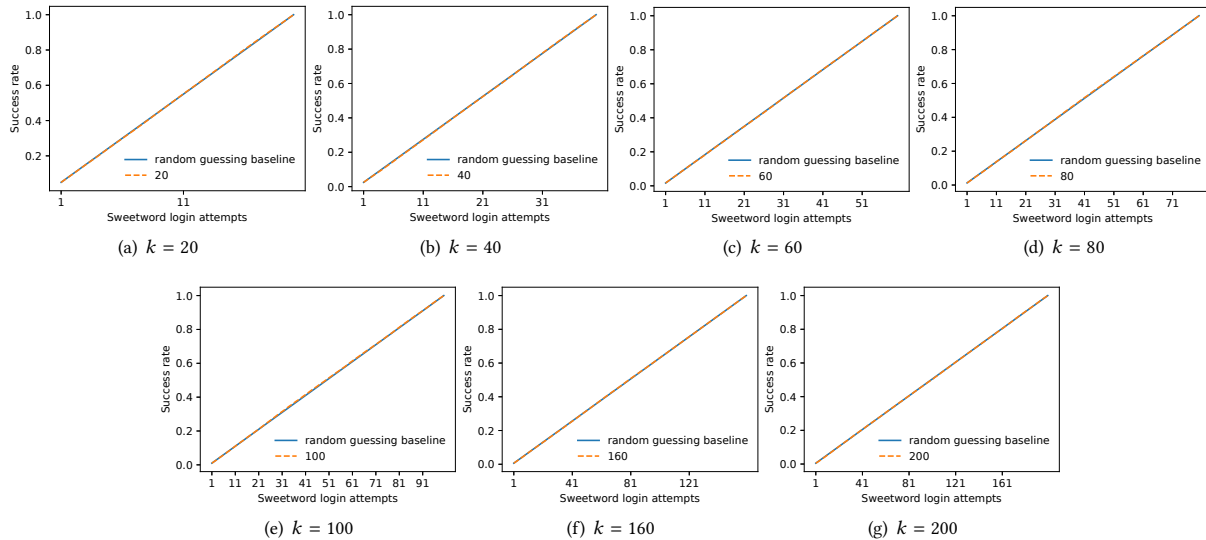 1.0
0.8
0.6
0.4
0.2
Success rate
random guessing baseline
20
1 11
Sweetword login attempts
(a) k = 20
1.0
0.8
0.6
0.4
0.2
0.0
Success rate
random guessing baseline
40
1 11 21 31
Sweetword login attempts
(b) k = 40
1.0
0.8
0.6
0.4
0.2
0.0
Success rate
random guessing baseline
60
1 11 21 31 41 51
Sweetword login attempts
(c) k = 60
1.0
0.8
0.6
0.4
0.2
0.0
Success rate
random guessing baseline
80
1 11 21 31 41 51 61 71
Sweetword login attempts
(d) k = 80
1.0
0.8
0.6
0.4
0.2
0.0
Success rate
random guessing baseline
100
1 11 21 31 41 51 61 71 81 91
Sweetword login attempts
(e) k = 100
1.0
0.8
0.6
0.4
0.2
0.0
Success rate
random guessing baseline
160
1 41 81 121
Sweetword login attempts
(f) k = 160
1.0
0.8
0.6
0.4
0.2
0.0
Success rate
random guessing baseline
200
1 41 81 121 161
Sweetword login attempts
(g) k = 200